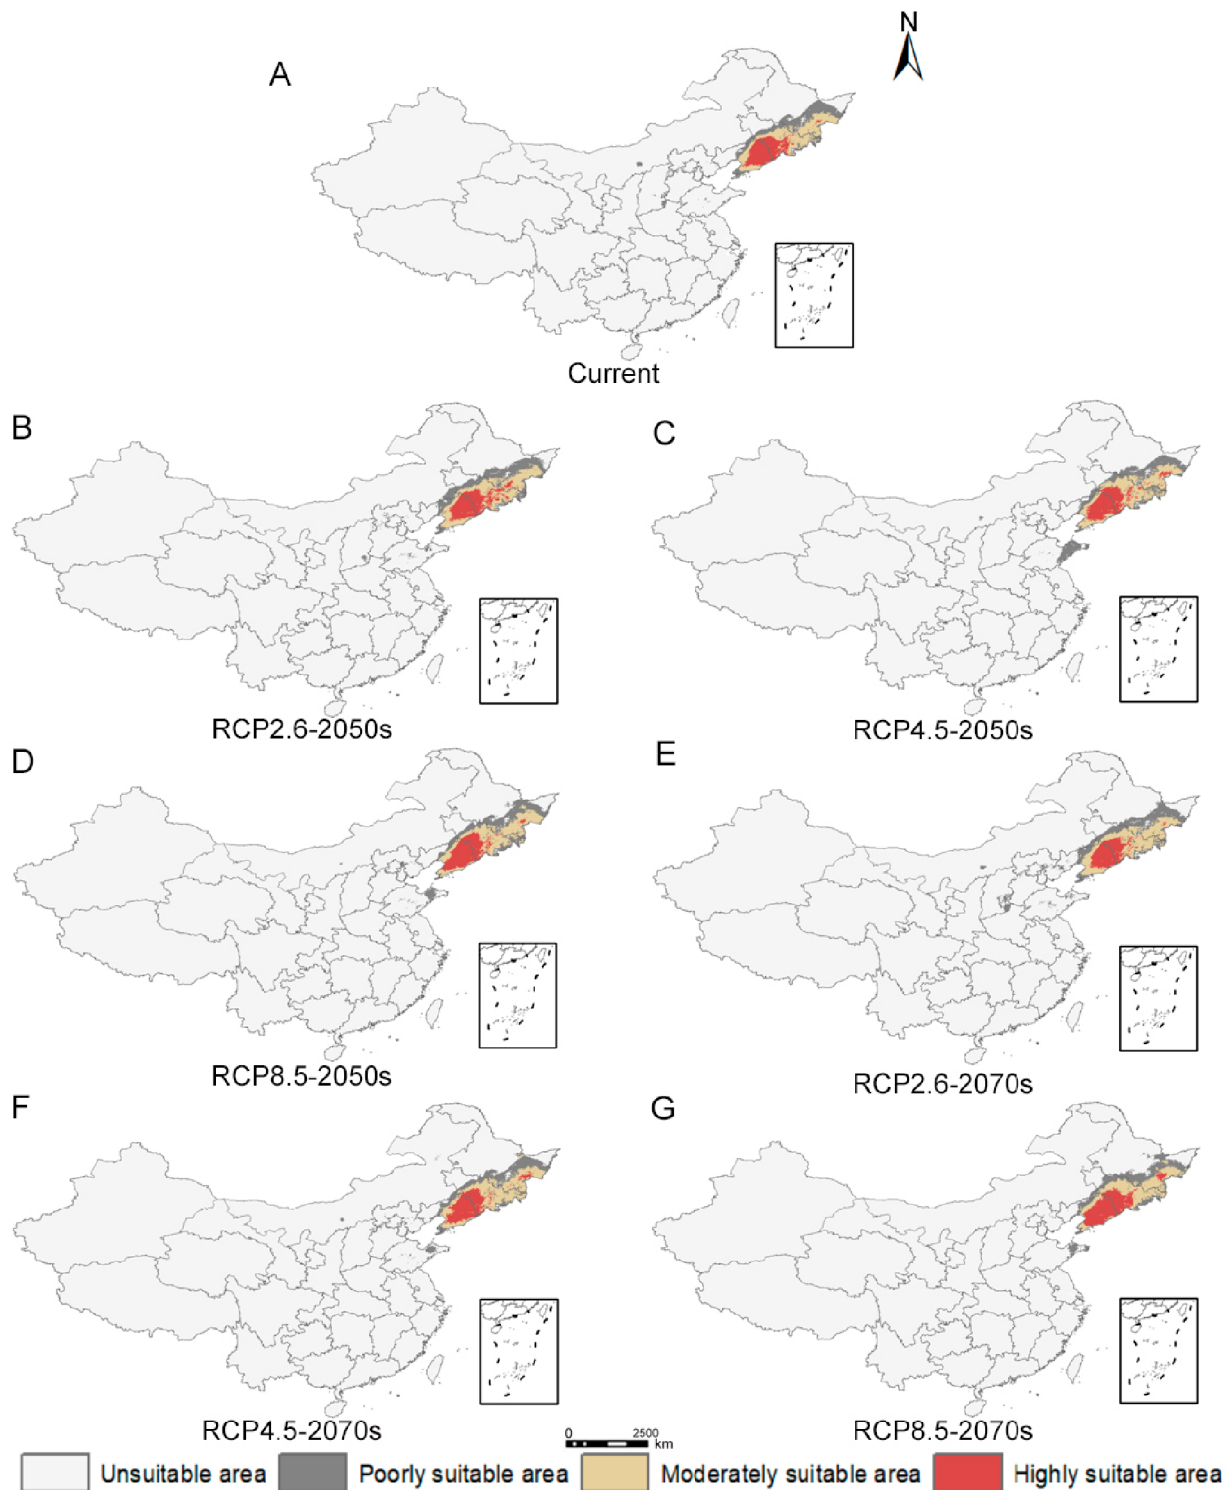 N
A
Current
B
C
RCP2.6-2050s
RCP4.5-2050s
D
E
RCP8.5-2050s
RCP2.6-2070s
F
G
RCP4.5-2070s
RCP8.5-2070s
0 2500
km
Unsuitable area
Poorly suitable area
Moderately suitable area
Highly suitable area